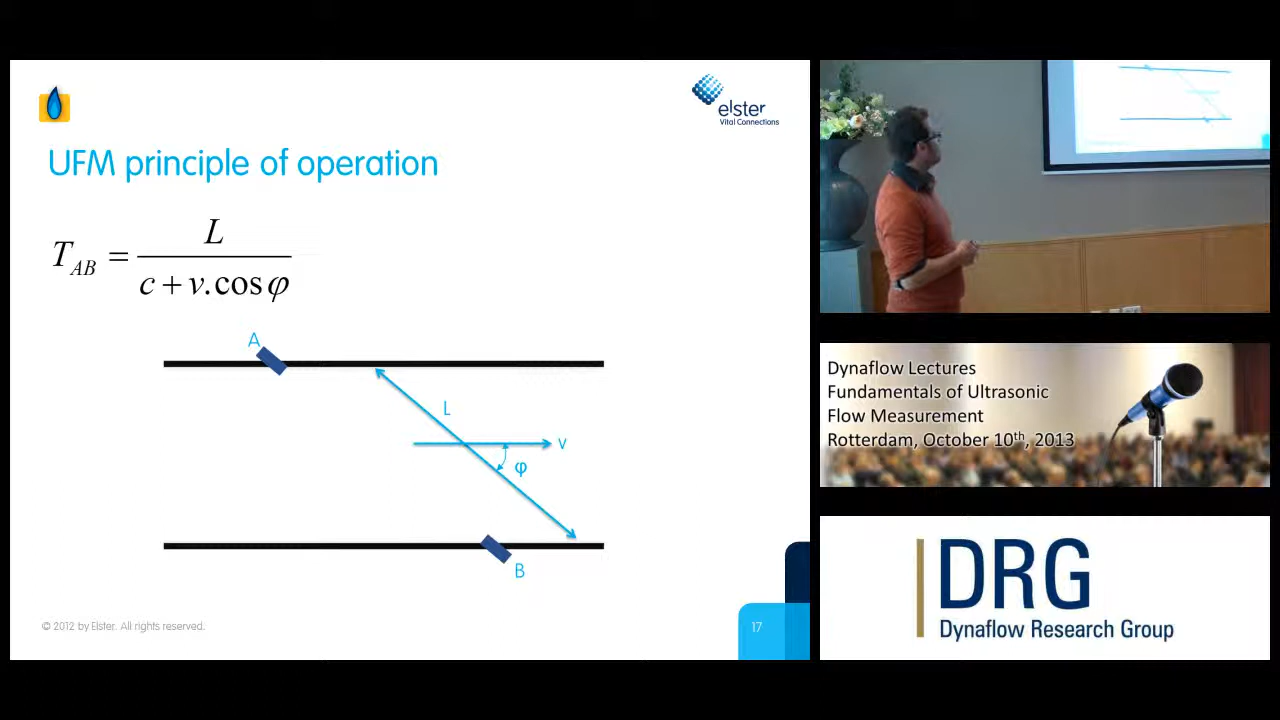 elster
Vital Connections
UFM principle of operation
T_AB = L / (c + v.cos φ)
A
L
v
φ
B
© 2012 by Elster. All rights reserved.
17
Dynaflow Lectures
Fundamentals of Ultrasonic
Flow Measurement
Rotterdam, October 10th, 2013
DRG
Dynaflow Research Group